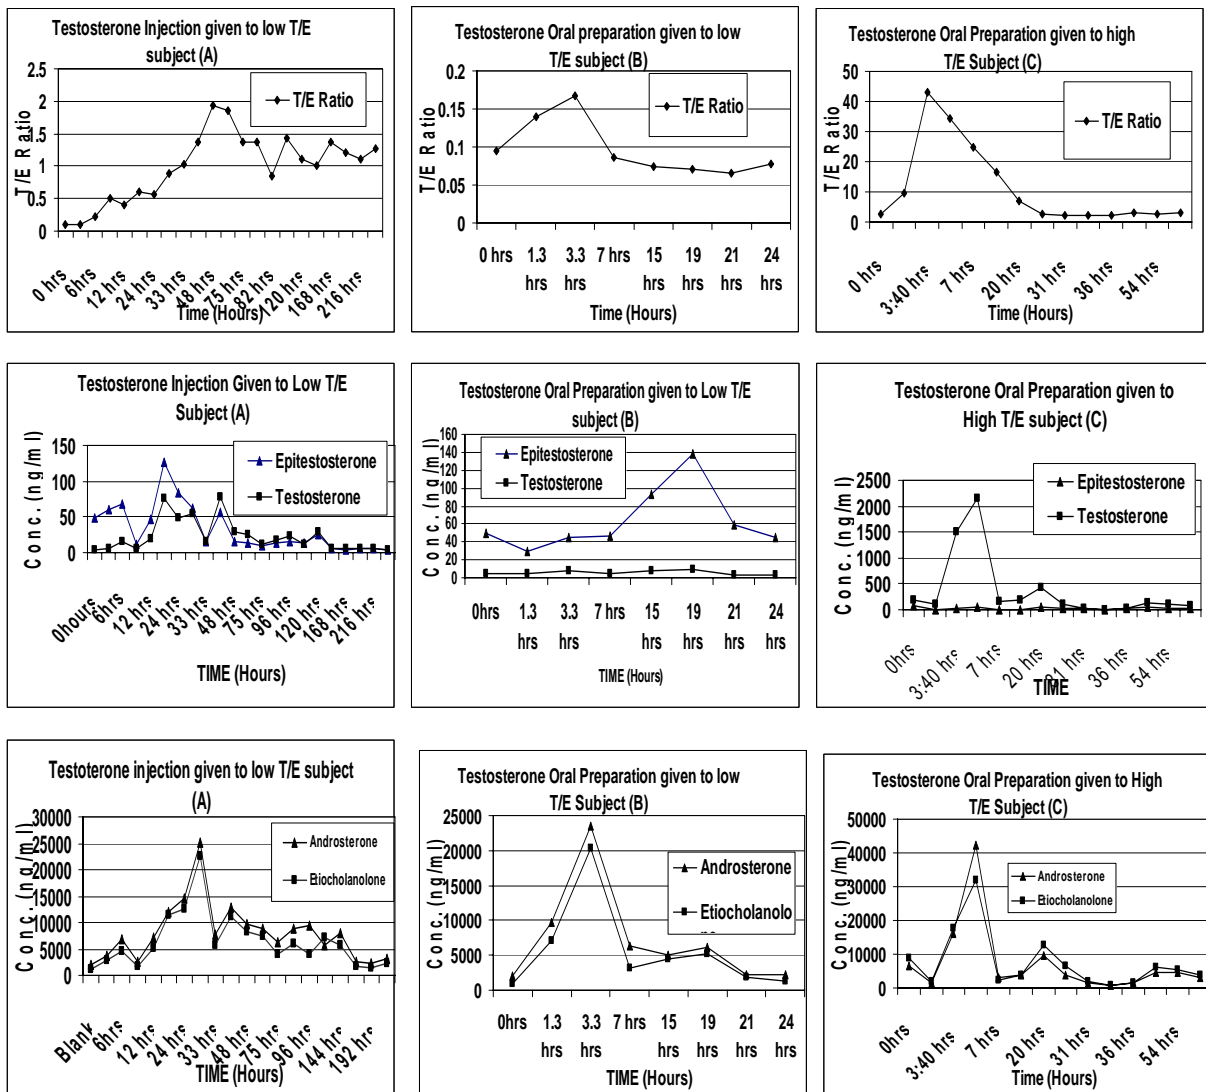 Testosterone Injection given to low T/E
subject (A)
2.5
2
1.5
1
0.5
0
T/E Ratio
T/E Ratio
0 hrs
6hrs
12 hrs
24 hrs
33 hrs
48 hrs
75 hrs
82 hrs
120 hrs
168 hrs
216 hrs
Time (Hours)
Testosterone Oral preparation given to low
T/E subject (B)
0.2
0.15
0.1
0.05
0
T/E Ratio
T/E Ratio
0 hrs 1.3 3.3 7 hrs 15 19 21 24
hrs hrs hrs hrs hrs hrs
Time (Hours)
Testosterone Oral Preparation given to high
T/E Subject (C)
50
40
30
20
10
0
T/E Ratio
T/E Ratio
0 hrs
3:40 hrs
7 hrs
20 hrs
31 hrs
36 hrs
54 hrs
Time (Hours)
Testosterone Injection Given to Low T/E
Subject (A)
150
100
50
0
Conc. (ng/ml)
Epitestosterone
Testosterone
0hours
6hrs
12 hrs
24 hrs
33 hrs
48 hrs
75 hrs
96 hrs
120 hrs
168 hrs
216 hrs
TIME (Hours)
Testosterone Oral Preparation given to Low T/E
subject (B)
160
140
120
100
80
60
40
20
0
Conc. (ng/ml)
Epitestosterone
Testosterone
0hrs 1.3 3.3 7 hrs 15 19 21 24
hrs hrs hrs hrs hrs hrs
TIME (Hours)
Testosterone Oral Preparation given to
High T/E subject (C)
2500
2000
1500
1000
500
0
Conc. (ng/ml)
Epitestosterone
Testosterone
0hrs
3:40 hrs
7 hrs
20 hrs
31 hrs
36 hrs
54 hrs
TIME
Testoterone injection given to low T/E subject
(A)
30000
25000
20000
15000
10000
5000
0
Conc. (ng/ml)
Androsterone
Etiocholanolone
Blank
6hrs
12 hrs
24 hrs
33 hrs
48 hrs
75 hrs
96 hrs
144 hrs
192 hrs
TIME (Hours)
Testosterone Oral Preparation given to low
T/E Subject (B)
25000
20000
15000
10000
5000
0
Conc. (ng/ml)
Androsterone
Etiocholanolo
0hrs 1.3 3.3 7 hrs 15 19 21 24
hrs hrs hrs hrs hrs hrs
TIME (Hours)
Testosterone Oral Preparation given to High
T/E Subject (C)
50000
40000
30000
20000
10000
0
Conc. (ng/ml)
Androsterone
Etiocholanolone
0hrs
3:40 hrs
7 hrs
20 hrs
31 hrs
36 hrs
54 hrs
Time (Hours)